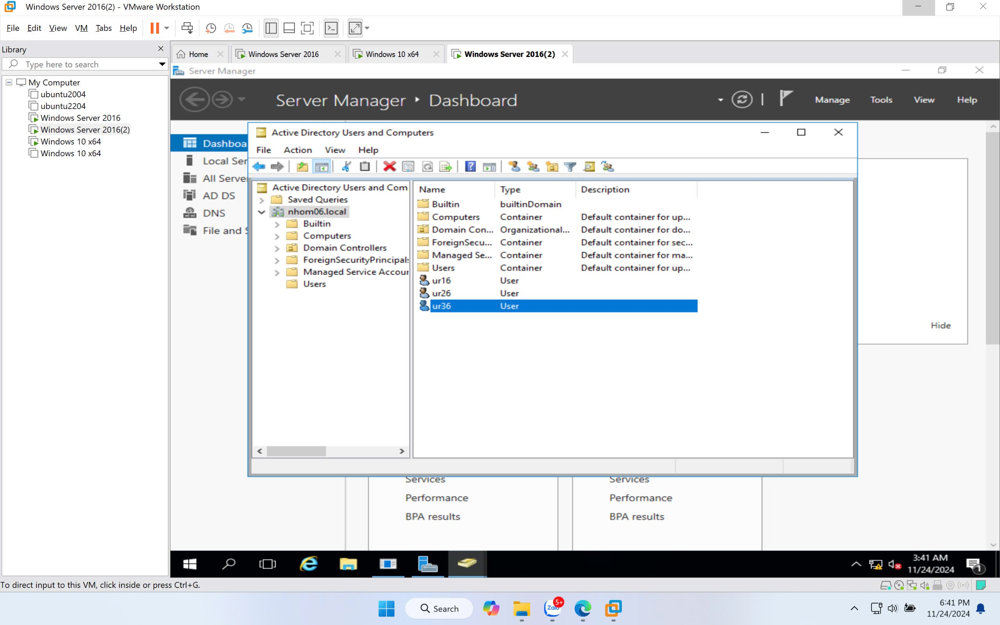 Windows Server 2016(2) - VMware Workstation
File Edit View VM Tabs Help
Library
Type here to search
My Computer
ubuntu2004
ubuntu2204
Windows Server 2016
Windows Server 2016(2)
Windows 10 x64
Windows 10 x64
Home Windows Server 2016 Windows 10 x64 Windows Server 2016(2)
Server Manager
Server Manager Dashboard
Manage Tools View Help
Dashboa
Local Ser
All Serve
AD DS
DNS
File and S
Active Directory Users and Computers
File Action View Help
Active Directory Users and Com
Saved Queries
nhom06.local
Builtin
Computers
Domain Controllers
ForeignSecurityPrincipals
Managed Service Accour
Users
Name Type Description
Builtin builtinDomain
Computers Container Default container for up...
Domain Con... Organizational... Default container for do...
ForeignSecu... Container Default container for sec...
Managed Se... Container Default container for ma...
Users Container Default container for up...
ur16 User
ur26 User
ur36 User
Hide
Services
Performance
BPA results
Services
Performance
BPA results
3:41 AM
11/24/2024
1
To direct input to this VM, click inside or press Ctrl+G.
Search
Zalo
5+
6:41 PM
11/24/2024